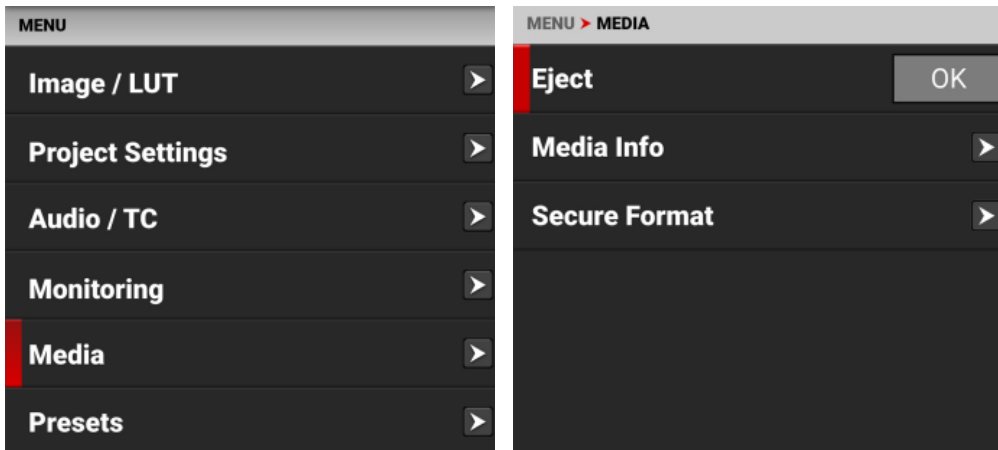 MENU
Image / LUT
Project Settings
Audio / TC
Monitoring
Media
Presets
MENU > MEDIA
Eject OK
Media Info
Secure Format